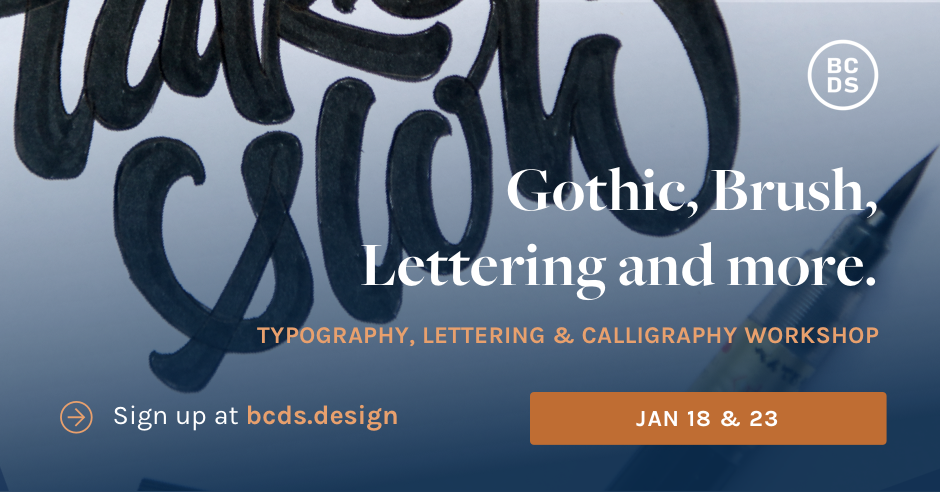 BC
DS
Gothic, Brush,
Lettering and more.
TYPOGRAPHY, LETTERING & CALLIGRAPHY WORKSHOP
Sign up at bcds.design
JAN 18 & 23